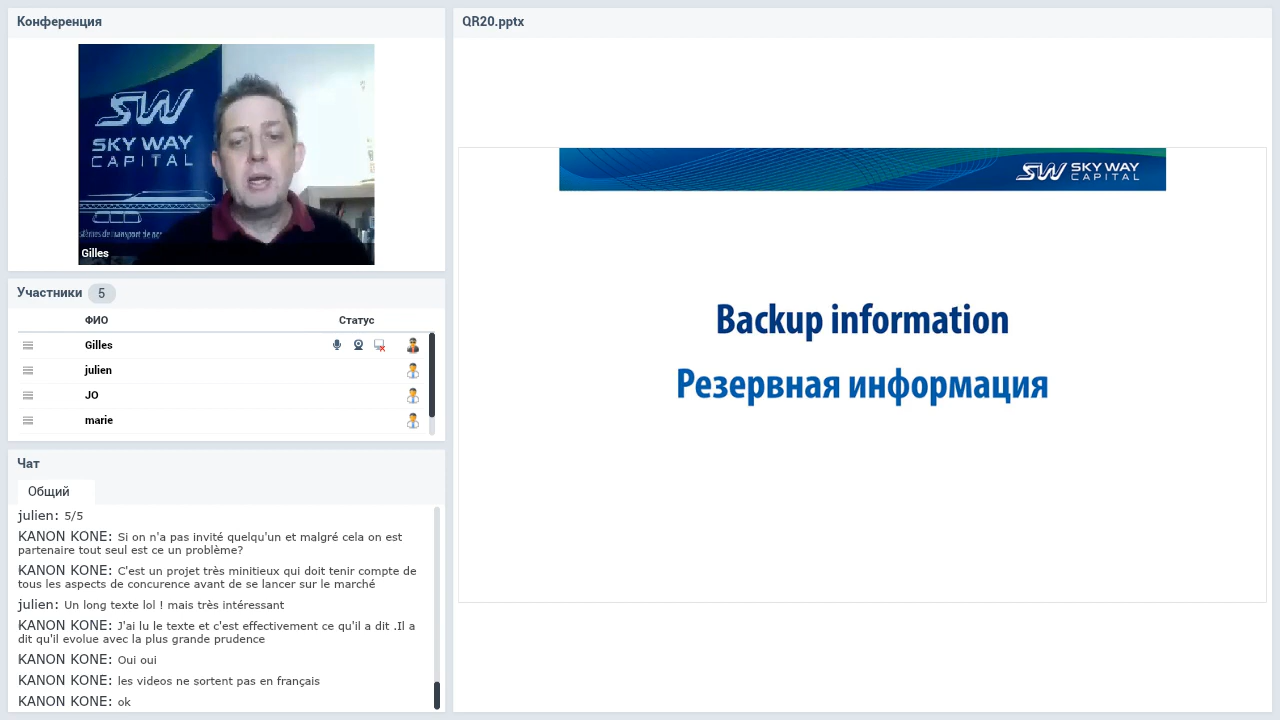 Конференция
SW
SKY WAY
CAPITAL
Gilles
Участники 5
ФИО Статус
Gilles
julien
JO
marie
Чат
Общий
julien: 5/5
KANON KONE: Si on n'a pas invité quelqu'un et malgré cela on est
partenaire tout seul est ce un problème?
KANON KONE: C'est un projet très minitieux qui doit tenir compte de
tous les aspects de concurence avant de se lancer sur le marché
julien: Un long texte lol ! mais très intéressant
KANON KONE: J'ai lu le texte et c'est effectivement ce qu'il a dit .Il a
dit qu'il evolue avec la plus grande prudence
KANON KONE: Oui oui
KANON KONE: les videos ne sortent pas en français
KANON KONE: ok
QR20.pptx
SW SKY WAY
CAPITAL
Backup information
Резервная информация